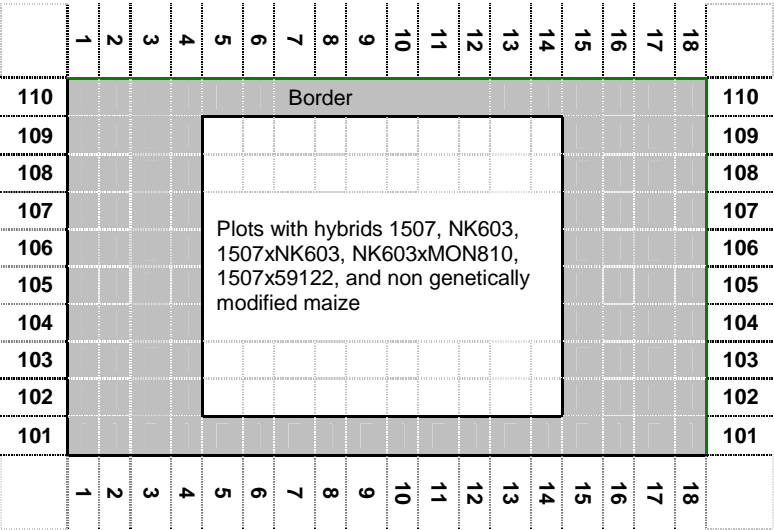 1 2 3 4 5 6 7 8 9 10 11 12 13 14 15 16 17 18
110 Border 110
109 109
108 108
107 107
Plots with hybrids 1507, NK603,
106 1507xNK603, NK603xMON810, 106
105 1507x59122, and non genetically 105
modified maize
104 104
103 103
102 102
101 101
1 2 3 4 5 6 7 8 9 10 11 12 13 14 15 16 17 18